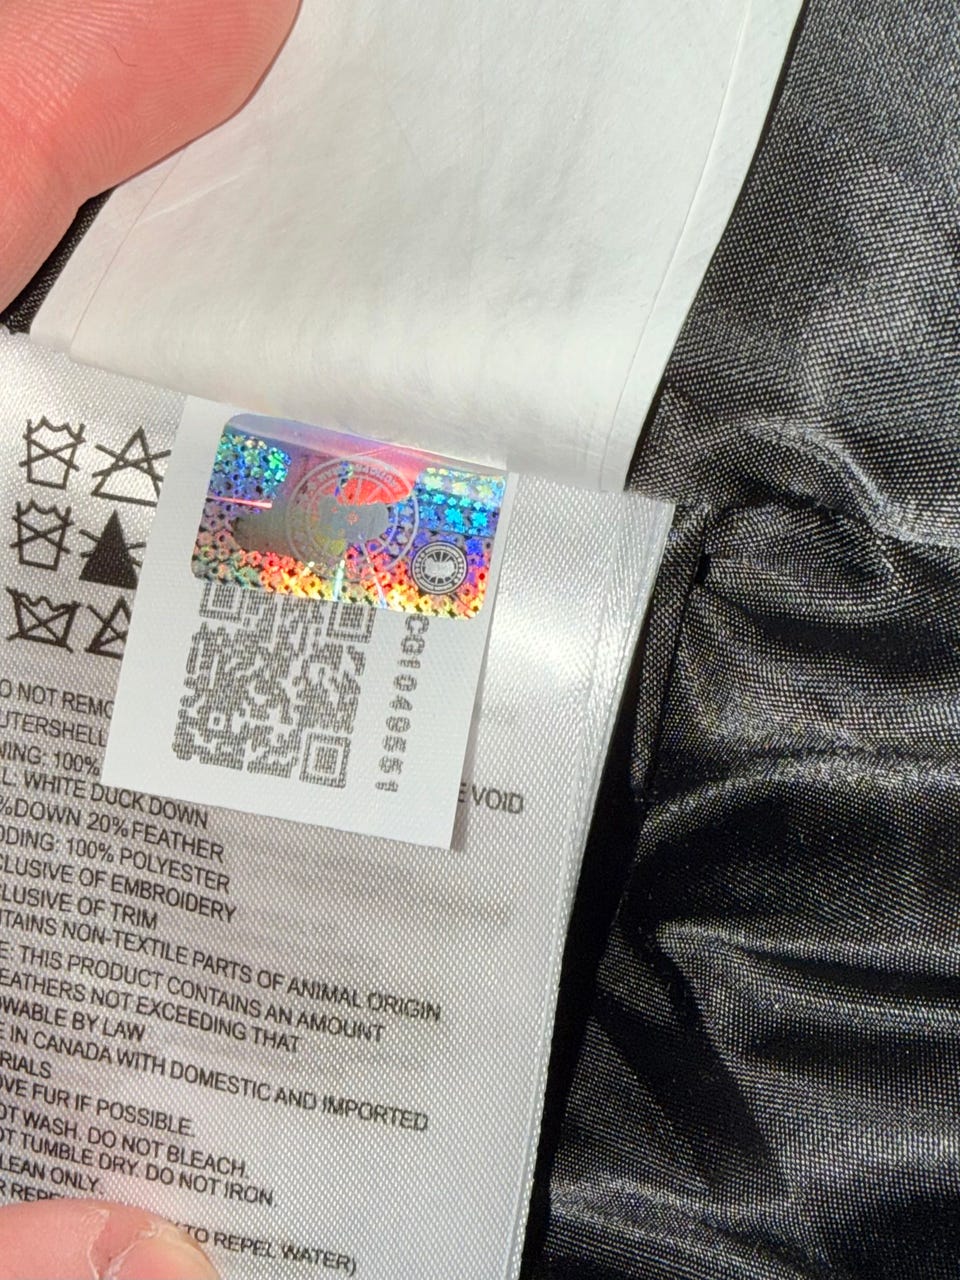 CG10409551
O NOT REMO
UTERSHELL
NING: 100%
L WHITE DUCK DOWN
E VOID
%DOWN 20% FEATHER
DDING: 100% POLYESTER
CLUSIVE OF EMBROIDERY
LUSIVE OF TRIM
TAINS NON-TEXTILE PARTS OF ANIMAL ORIGIN
E: THIS PRODUCT CONTAINS AN AMOUNT
EATHERS NOT EXCEEDING THAT
OWABLE BY LAW
E IN CANADA WITH DOMESTIC AND IMPORTED
RIALS
OVE FUR IF POSSIBLE.
OT WASH. DO NOT BLEACH.
OT TUMBLE DRY. DO NOT IRON
LEAN ONLY.
R REPE
TO REPEL WATER)